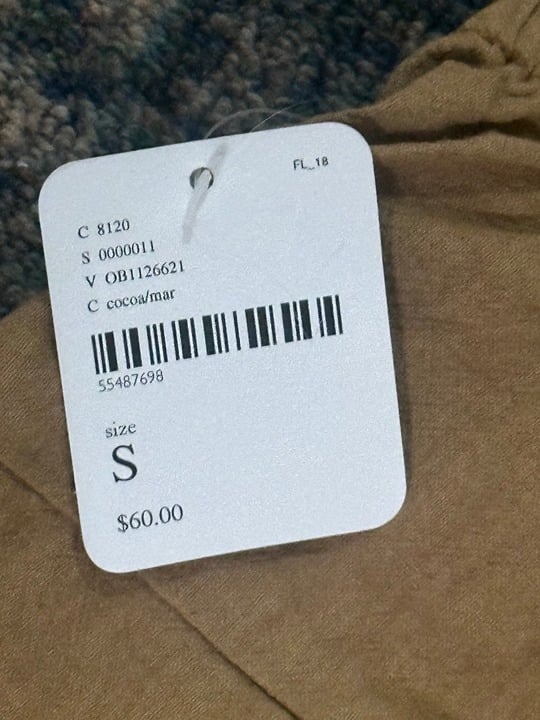 FL_18
C 8120
S 0000011
V OB1126621
C cocoa/mar
55487698
size
S
$60.00